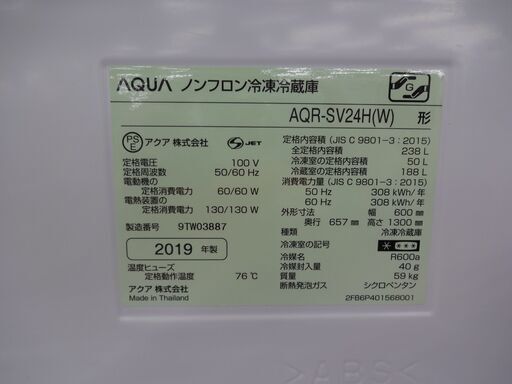 AQUA ノンフロン冷凍冷蔵庫
G
AQR-SV24H(W) 形
PS E アクア 株式会社 S JET
定格電圧 100 V
定格周波数 50/60 Hz
電動機の
定格消費電力 60/60 W
電熱装置の
定格消費電力 130/130 W
製造番号 9TW03887
2019 年製
温度ヒューズ
定格動作温度 76℃
アクア 株式会社
Made in Thailand
定格内容積 (JIS C 9801-3 : 2015)
全定格内容積 238 L
冷凍室の定格内容積 50 L
冷蔵室の定格内容積 188 L
消費電力量 (JIS C 9801-3 : 2015)
50 Hz 308 kWh/年
60 Hz 308 kWh/年
外形寸法 幅 600 mm
奥行 657 mm 高さ 1300 mm
種類 冷凍冷蔵庫
冷凍室の記号
冷媒名 R600a
冷媒封入量 40 g
質量 59 kg
断熱発泡ガス シクロペンタン
2FB6P401568001
>ABS<